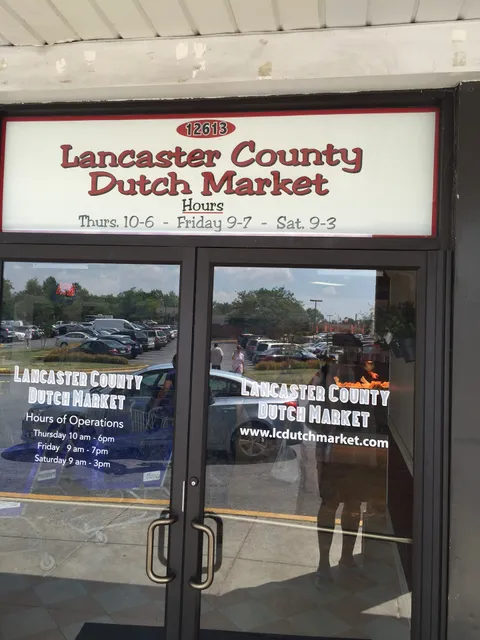 12613
Lancaster County
Dutch Market
Hours
Thurs. 10-6 - Friday 9-7 - Sat. 9-3
LANCASTER COUNTY
DUTCH MARKET
Hours of Operations
Thursday 10 am - 6pm
Friday 9 am - 7pm
Saturday 9 am - 3pm
LANCASTER COUNTY
DUTCH MARKET
www.lcdutchmarket.com